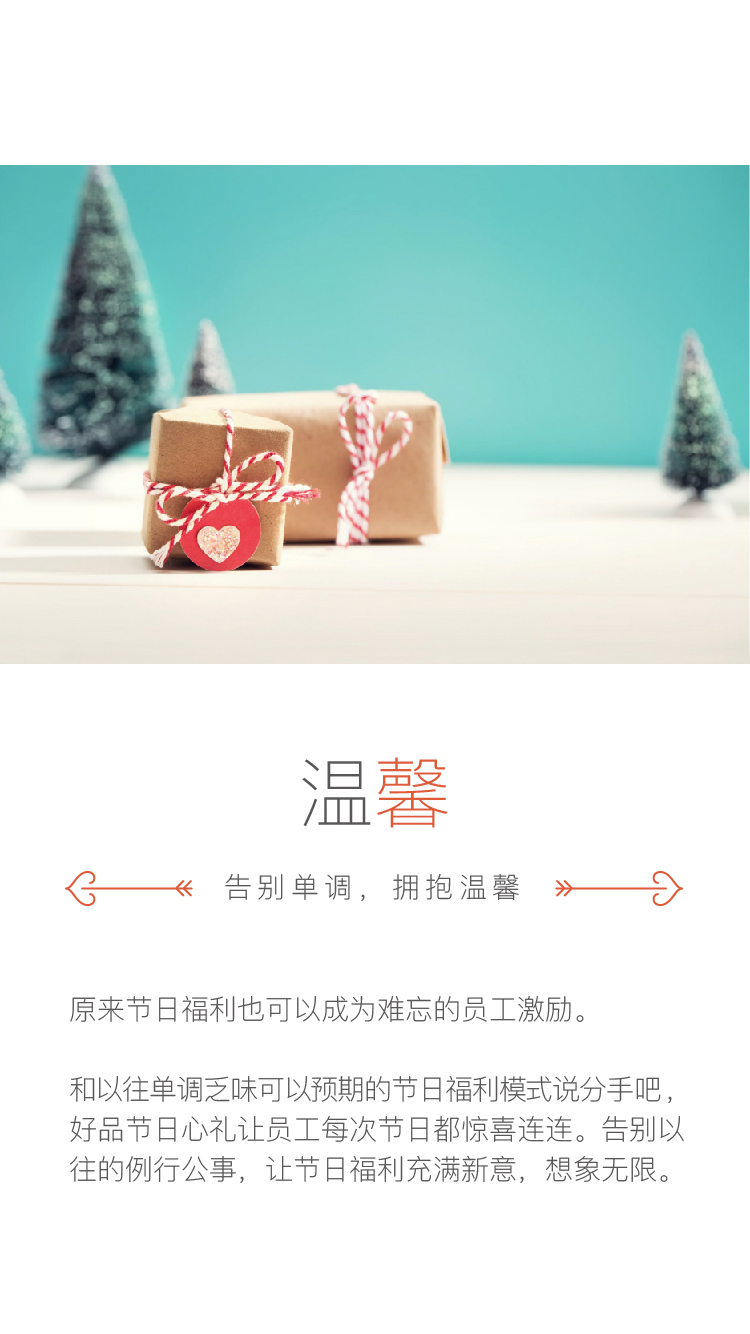 温馨
告别单调，拥抱温馨
原来节日福利也可以成为难忘的员工激励。
和以往单调乏味可以预期的节日福利模式说分手吧，
好品节日心礼让员工每次节日都惊喜连连。告别以
往的例行公事，让节日福利充满新意，想象无限。